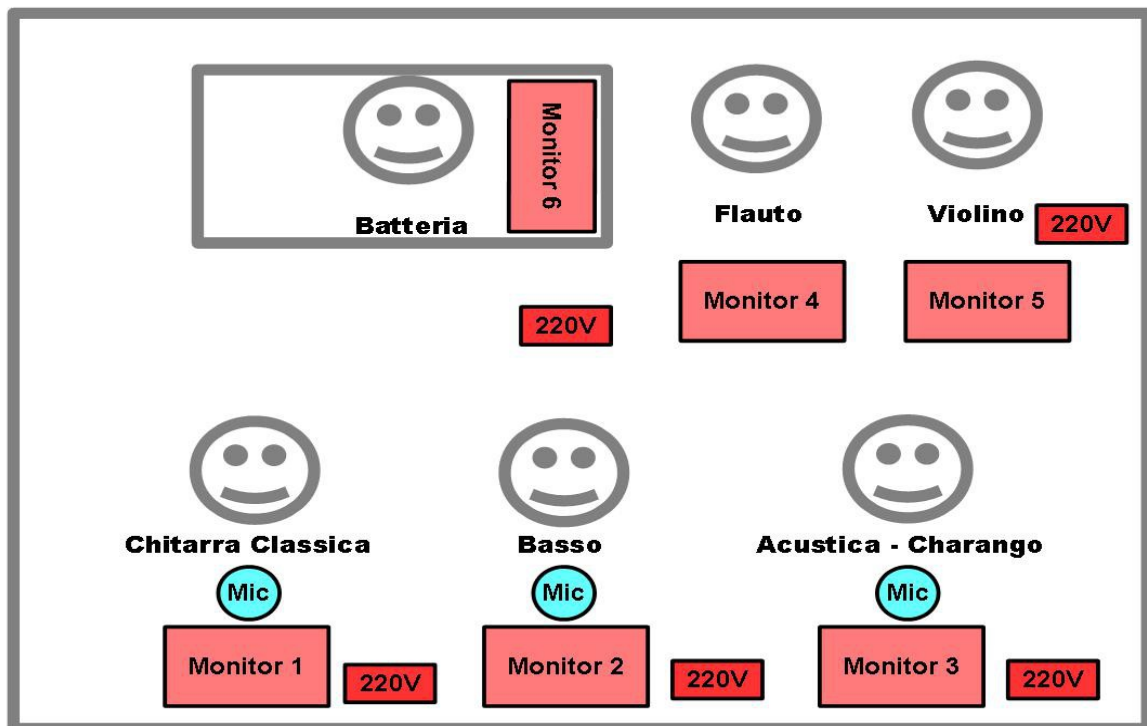 Monitor 6
Batteria
Flauto
Violino
220V
Monitor 4
Monitor 5
220V
Chitarra Classica
Basso
Acustica - Charango
Mic
Mic
Mic
Monitor 1
220V
Monitor 2
220V
Monitor 3
220V